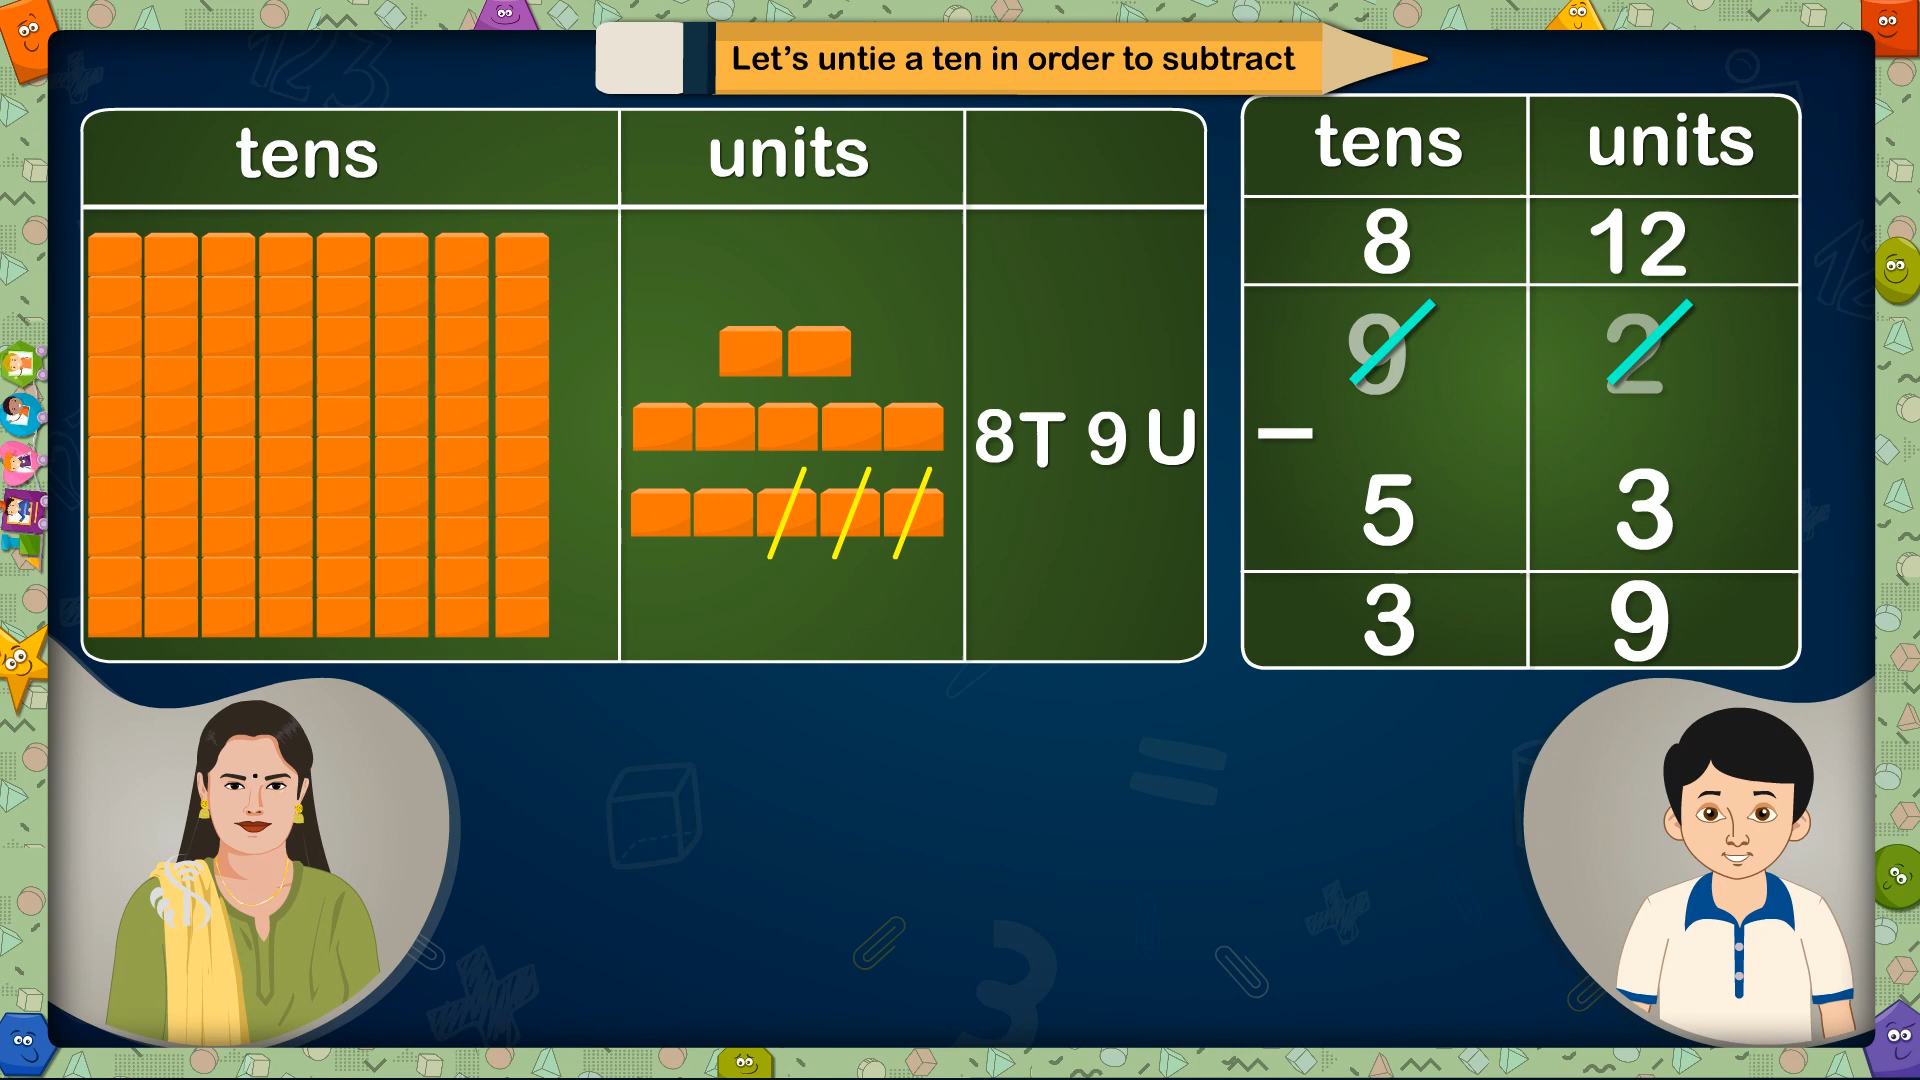 Let's untie a ten in order to subtract
tens units
8T 9 U
tens units
8 12
9 2
–
5 3
3 9